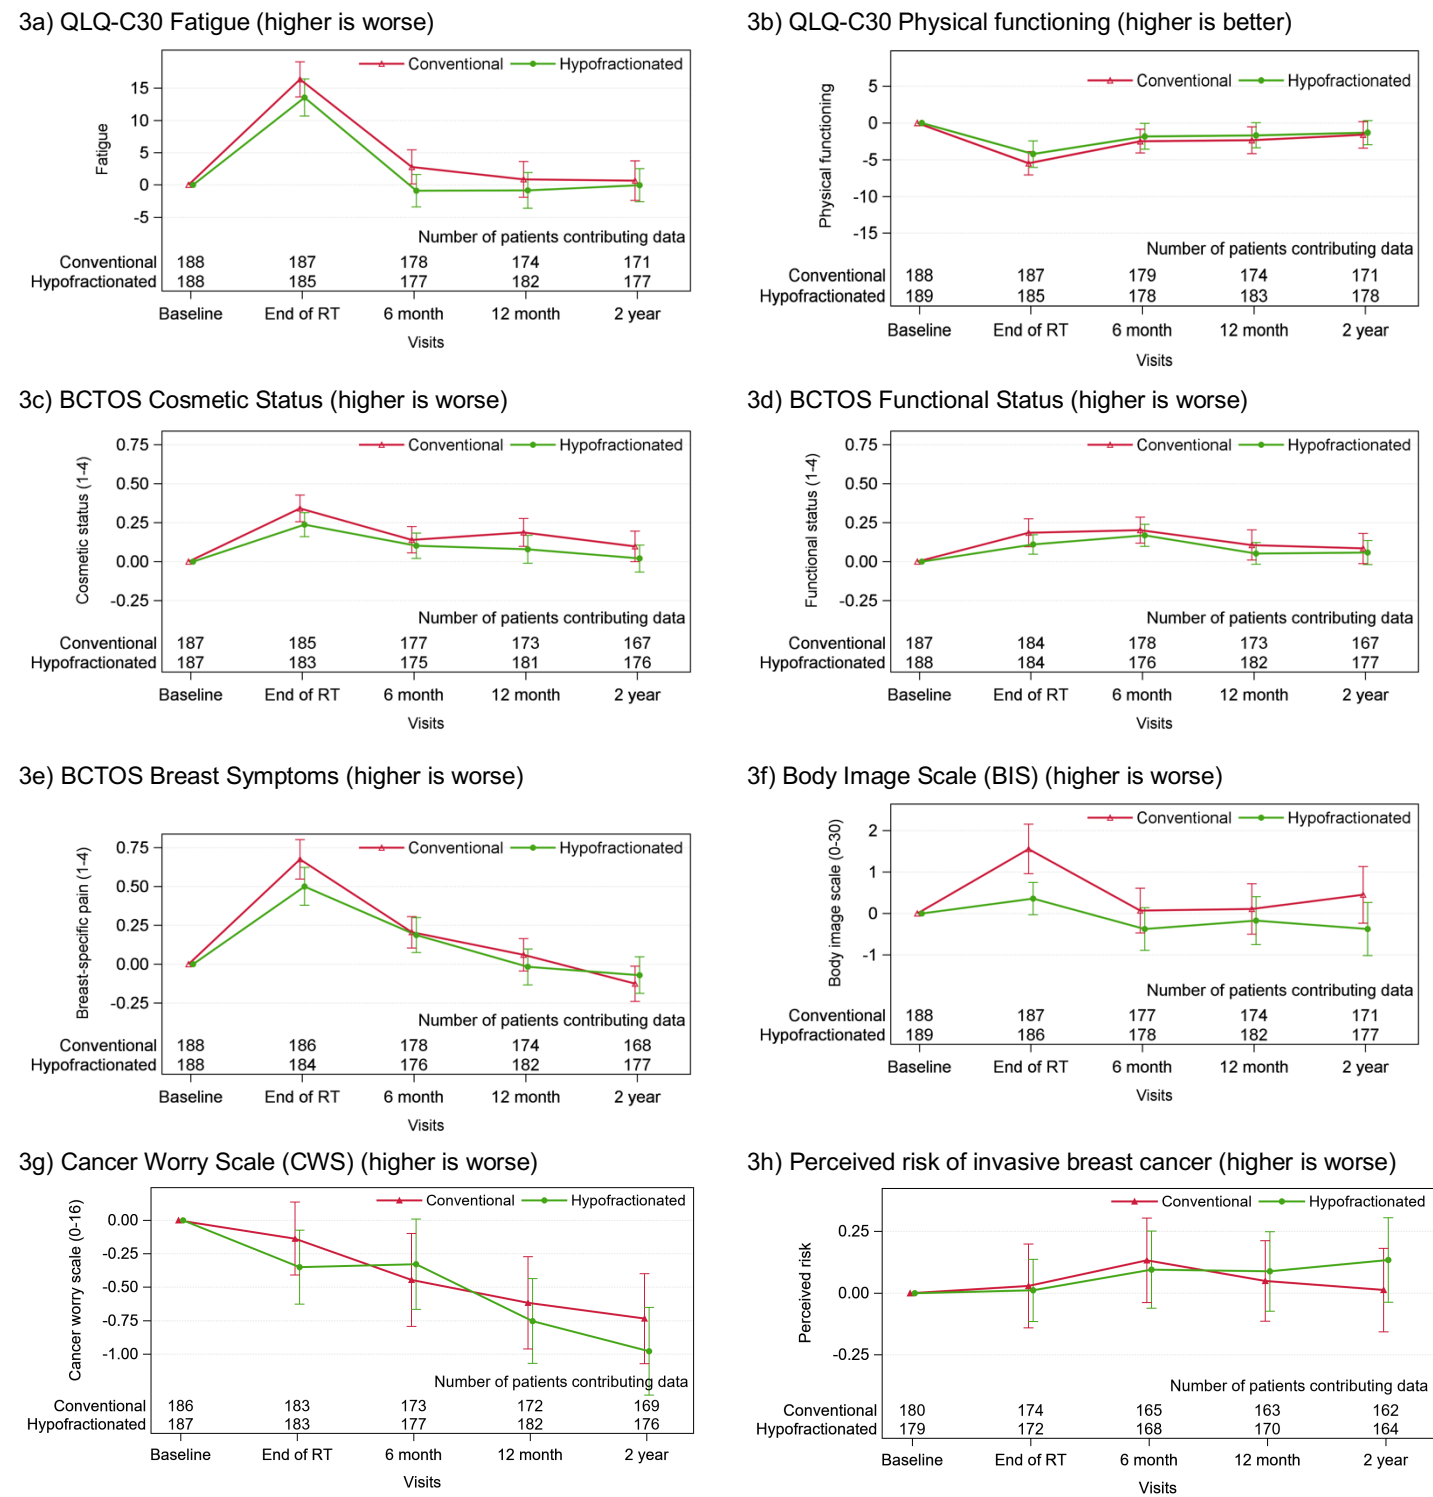 3a) QLQ-C30 Fatigue (higher is worse)
Conventional Hypofractionated
15
10
5
0
-5
Fatigue
Number of patients contributing data
Conventional 188 187 178 174 171
Hypofractionated 188 185 177 182 177
Baseline End of RT 6 month 12 month 2 year
Visits
3b) QLQ-C30 Physical functioning (higher is better)
Conventional Hypofractionated
5
0
-5
-10
-15
Physical functioning
Number of patients contributing data
Conventional 188 187 179 174 171
Hypofractionated 189 185 178 183 178
Baseline End of RT 6 month 12 month 2 year
Visits
3c) BCTOS Cosmetic Status (higher is worse)
Conventional Hypofractionated
0.75
0.50
0.25
0.00
-0.25
Cosmetic status (1-4)
Number of patients contributing data
Conventional 187 185 177 173 167
Hypofractionated 187 183 175 181 176
Baseline End of RT 6 month 12 month 2 year
Visits
3d) BCTOS Functional Status (higher is worse)
Conventional Hypofractionated
0.75
0.50
0.25
0.00
-0.25
Functional status (1-4)
Number of patients contributing data
Conventional 187 184 178 173 167
Hypofractionated 188 184 176 182 177
Baseline End of RT 6 month 12 month 2 year
Visits
3e) BCTOS Breast Symptoms (higher is worse)
Conventional Hypofractionated
0.75
0.50
0.25
0.00
-0.25
Breast-specific pain (1-4)
Number of patients contributing data
Conventional 188 186 178 174 168
Hypofractionated 188 184 176 182 177
Baseline End of RT 6 month 12 month 2 year
Visits
3f) Body Image Scale (BIS) (higher is worse)
Conventional Hypofractionated
2
1
0
-1
Body image scale (0-30)
Number of patients contributing data
Conventional 188 187 177 174 171
Hypofractionated 189 186 178 182 177
Baseline End of RT 6 month 12 month 2 year
Visits
3g) Cancer Worry Scale (CWS) (higher is worse)
Conventional Hypofractionated
0.00
-0.25
-0.50
-0.75
-1.00
Cancer worry scale (0-16)
Number of patients contributing data
Conventional 186 183 173 172 169
Hypofractionated 187 183 177 182 176
Baseline End of RT 6 month 12 month 2 year
Visits
3h) Perceived risk of invasive breast cancer (higher is worse)
Conventional Hypofractionated
0.25
0.00
-0.25
Perceived risk
Number of patients contributing data
Conventional 180 174 165 163 162
Hypofractionated 179 172 168 170 164
Baseline End of RT 6 month 12 month 2 year
Visits